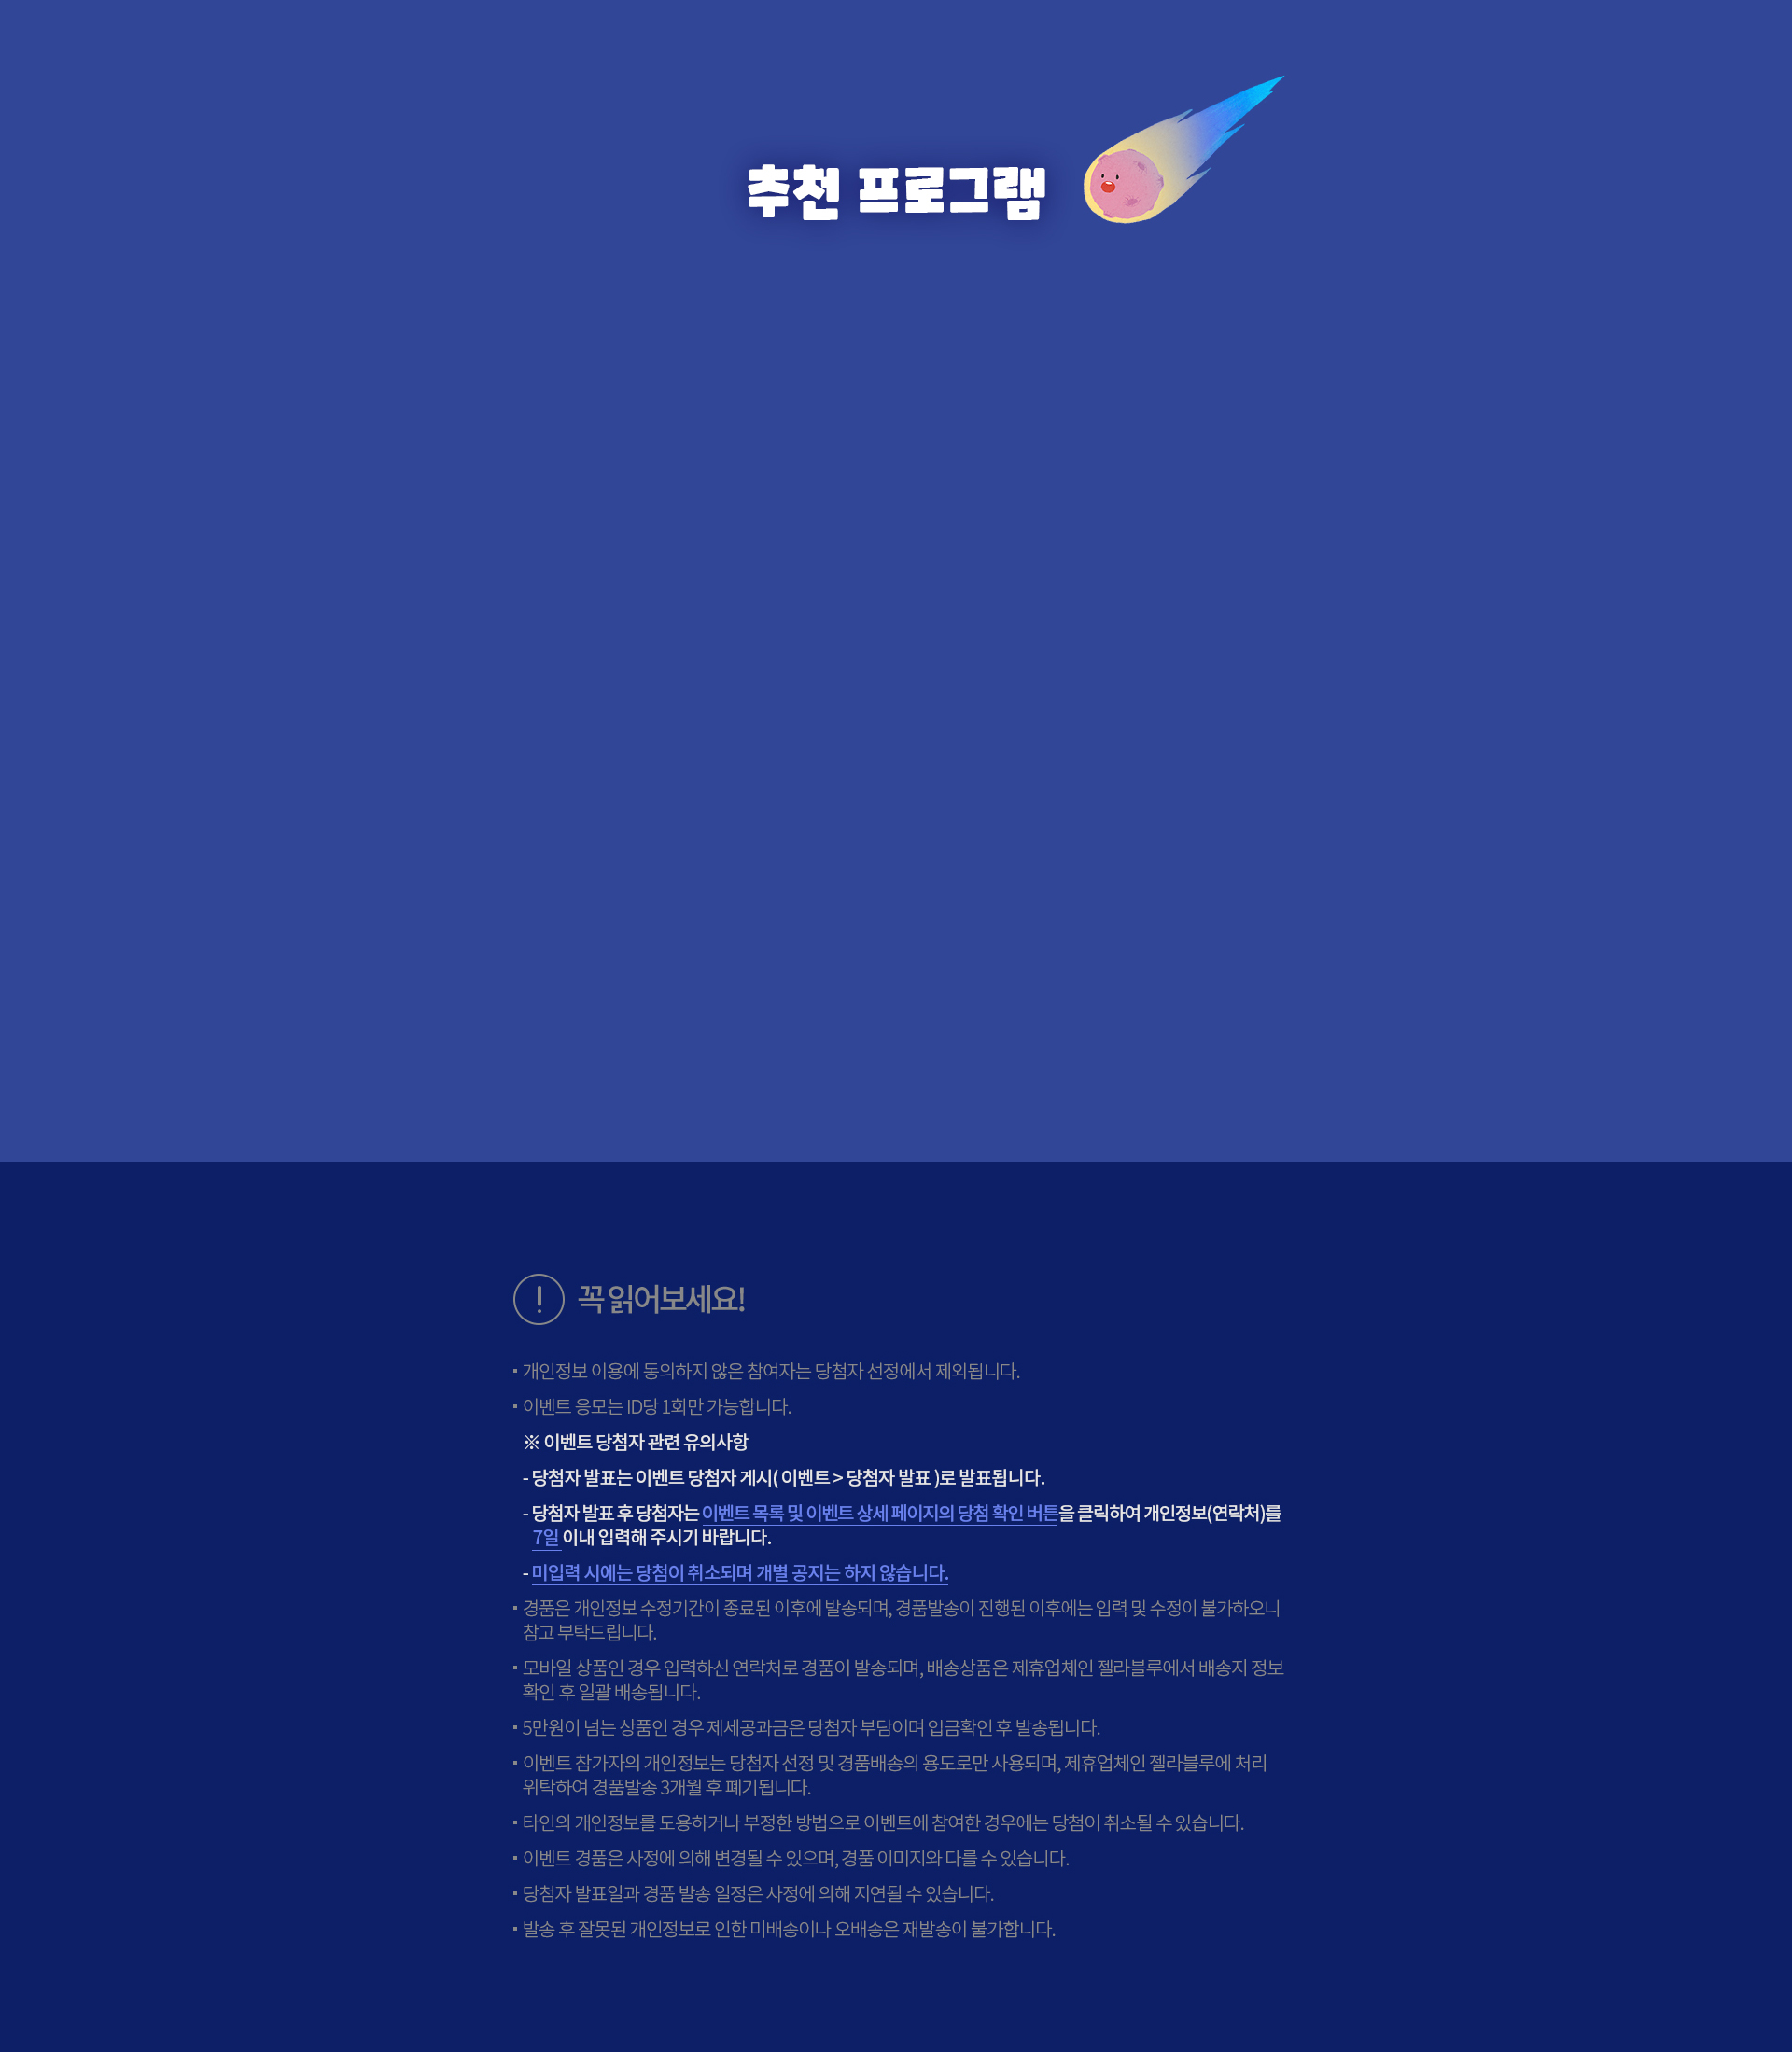 추천 프로그램
! 꼭 읽어보세요!
▪ 개인정보 이용에 동의하지 않은 참여자는 당첨자 선정에서 제외됩니다.
▪ 이벤트 응모는 ID당 1회만 가능합니다.
※ 이벤트 당첨자 관련 유의사항
- 당첨자 발표는 이벤트 당첨자 게시( 이벤트 > 당첨자 발표 )로 발표됩니다.
- 당첨자 발표 후 당첨자는 이벤트 목록 및 이벤트 상세 페이지의 당첨 확인 버튼을 클릭하여 개인정보(연락처)를
7일 이내 입력해 주시기 바랍니다.
- 미입력 시에는 당첨이 취소되며 개별 공지는 하지 않습니다.
▪ 경품은 개인정보 수정기간이 종료된 이후에 발송되며, 경품발송이 진행된 이후에는 입력 및 수정이 불가하오니
참고 부탁드립니다.
▪ 모바일 상품인 경우 입력하신 연락처로 경품이 발송되며, 배송상품은 제휴업체인 젤라블루에서 배송지 정보
확인 후 일괄 배송됩니다.
▪ 5만원이 넘는 상품인 경우 제세공과금은 당첨자 부담이며 입금확인 후 발송됩니다.
▪ 이벤트 참가자의 개인정보는 당첨자 선정 및 경품배송의 용도로만 사용되며, 제휴업체인 젤라블루에 처리
위탁하여 경품발송 3개월 후 폐기됩니다.
▪ 타인의 개인정보를 도용하거나 부정한 방법으로 이벤트에 참여한 경우에는 당첨이 취소될 수 있습니다.
▪ 이벤트 경품은 사정에 의해 변경될 수 있으며, 경품 이미지와 다를 수 있습니다.
▪ 당첨자 발표일과 경품 발송 일정은 사정에 의해 지연될 수 있습니다.
▪ 발송 후 잘못된 개인정보로 인한 미배송이나 오배송은 재발송이 불가합니다.